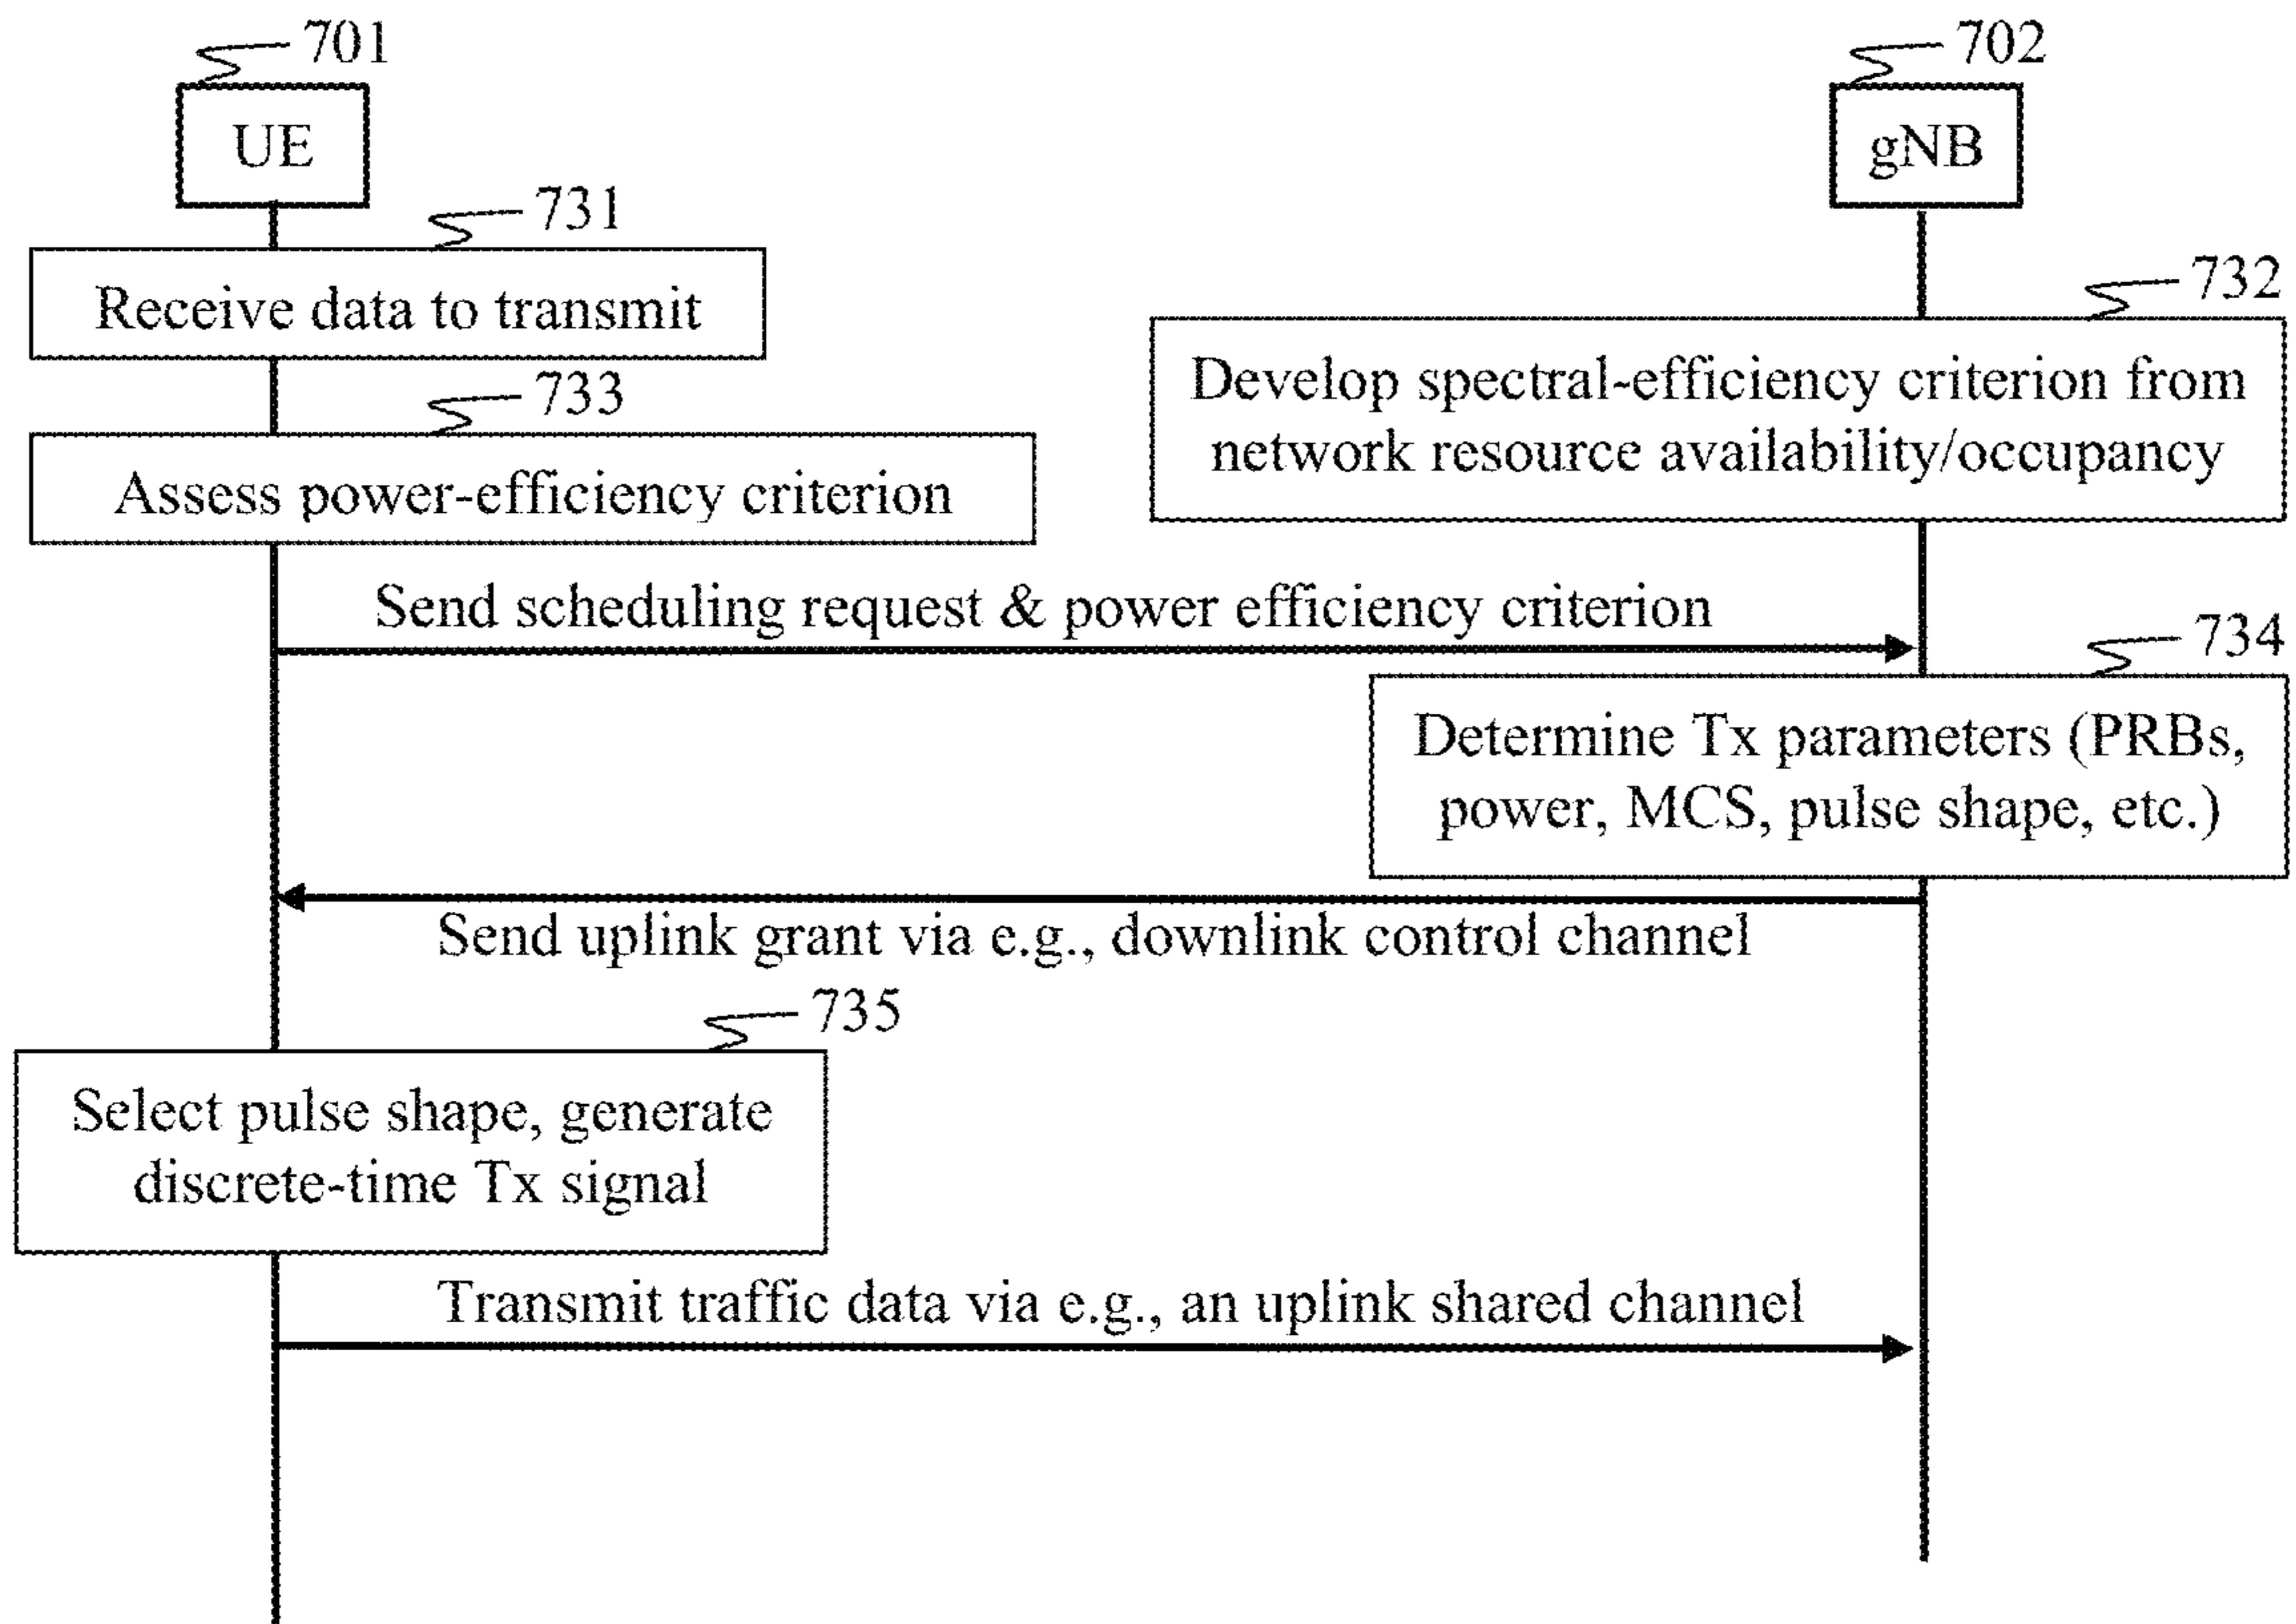 701
702
UE
gNB
731
Receive data to transmit
732
Develop spectral-efficiency criterion from
network resource availability/occupancy
733
Assess power-efficiency criterion
Send scheduling request & power efficiency criterion
734
Determine Tx parameters (PRBs,
power, MCS, pulse shape, etc.)
Send uplink grant via e.g., downlink control channel
735
Select pulse shape, generate
discrete-time Tx signal
Transmit traffic data via e.g., an uplink shared channel